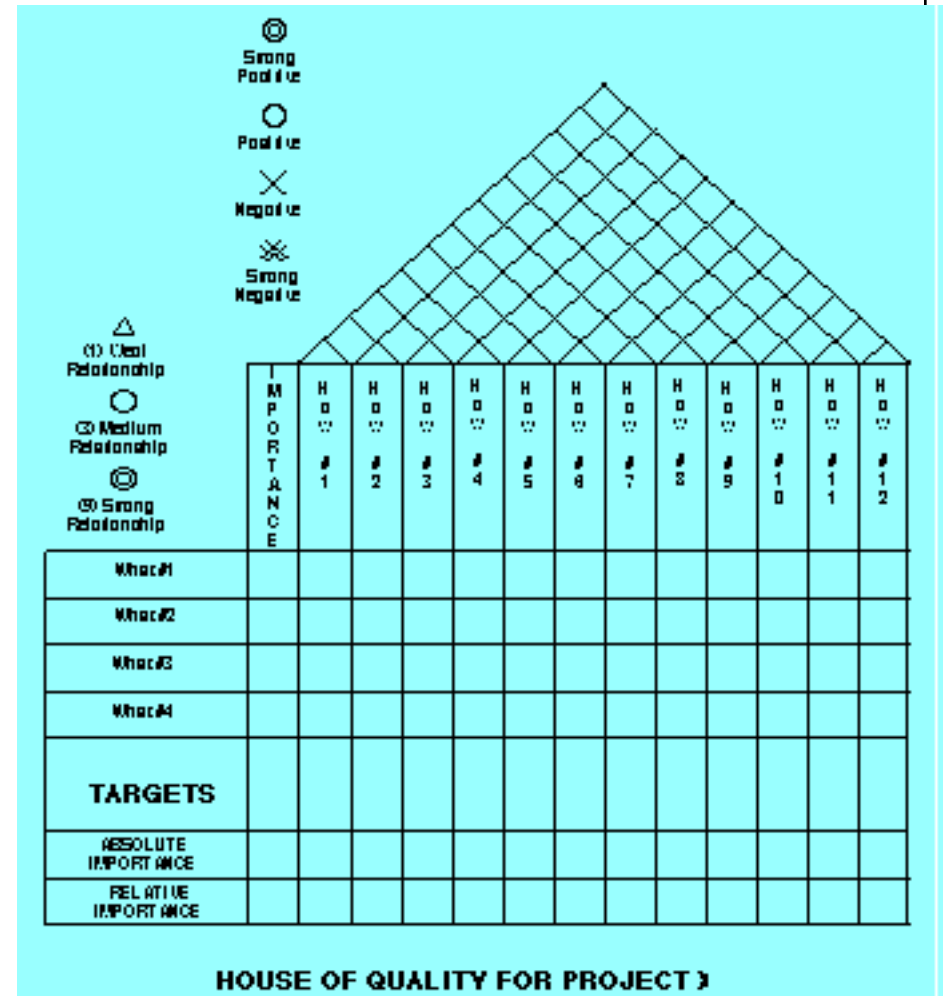 Strong
Positive
Positive
Negative
Strong
Negative
(1) Weak
Relationship
(3) Medium
Relationship
(9) Strong
Relationship
IMPORTANCE
How #1
How #2
How #3
How #4
How #5
How #6
How #7
How #8
How #9
How #10
How #11
How #12
What#1
What#2
What#3
What#4
TARGETS
ABSOLUTE
IMPORTANCE
RELATIVE
IMPORTANCE
HOUSE OF QUALITY FOR PROJECT